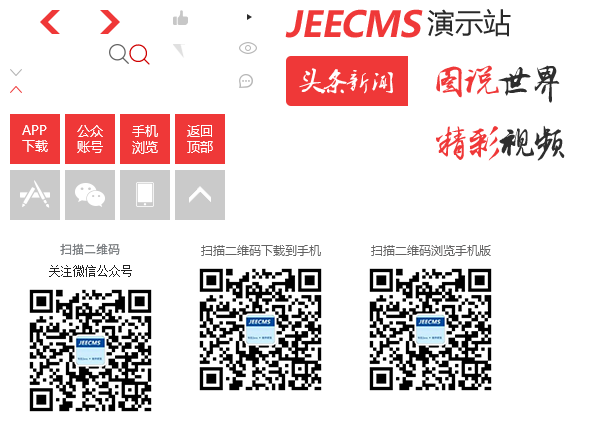 JEECMS 演示站
头条新闻
图说世界
精彩视频
APP
下载
公众
账号
手机
浏览
返回
顶部
扫描二维码
关注微信公众号
扫描二维码下载到手机
扫描二维码浏览手机版
JEECMS
JEECMS
JEECMS